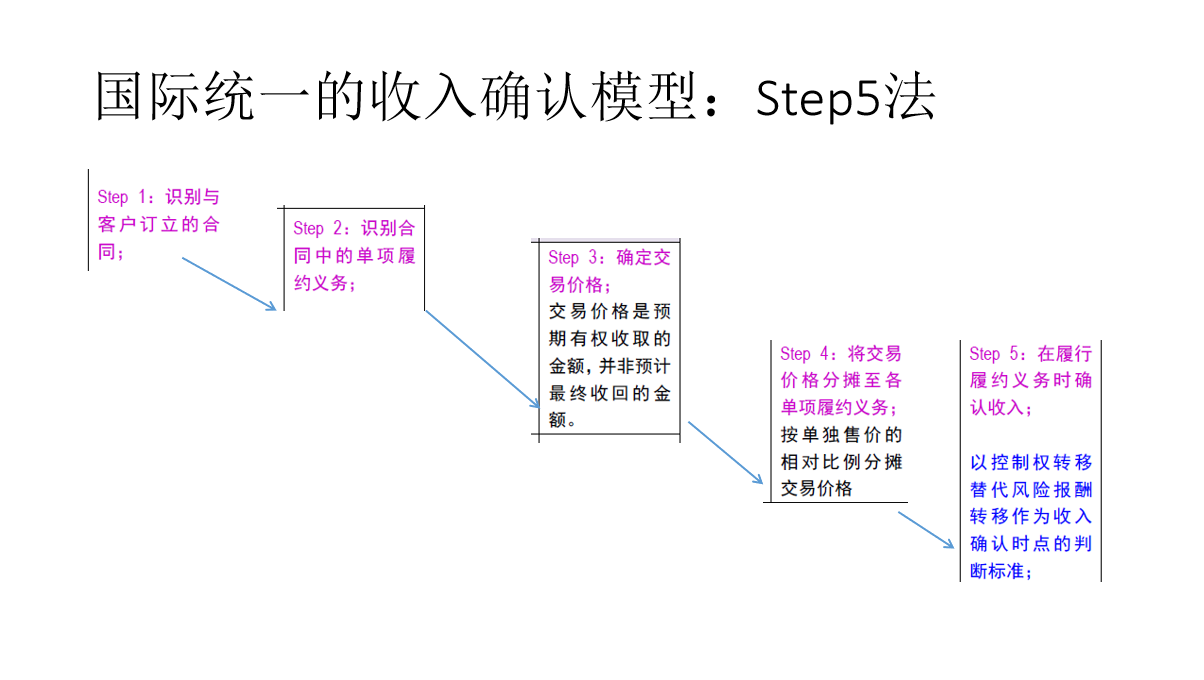 国际统一的收入确认模型：Step5法
Step 1：识别与
客户订立的合
同；
Step 2：识别合
同中的单项履
约义务；
Step 3：确定交
易价格；
交易价格是预
期有权收取的
金额，并非预计
最终收回的金
额。
Step 4：将交易
价格分摊至各
单项履约义务；
按单独售价的
相对比例分摊
交易价格
Step 5：在履行
履约义务时确
认收入；
以控制权转移
替代风险报酬
转移作为收入
确认时点的判
断标准；